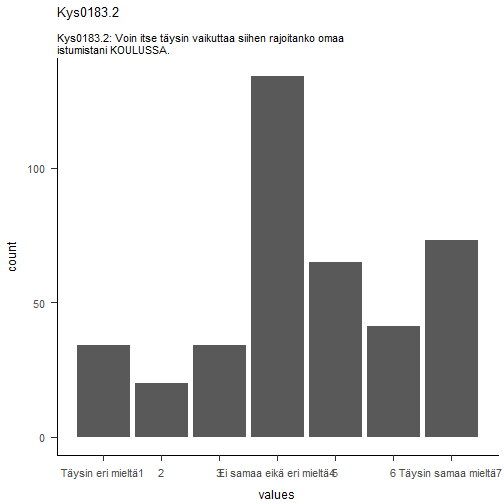 Kys0183.2
Kys0183.2: Voin itse täysin vaikuttaa siihen rajoitanko omaa
istumistani KOULUSSA.
count
100
50
0
Täysin eri mieltä1 2 3 Ei samaa eikä eri mieltä4 5 6 Täysin samaa mieltä7
values